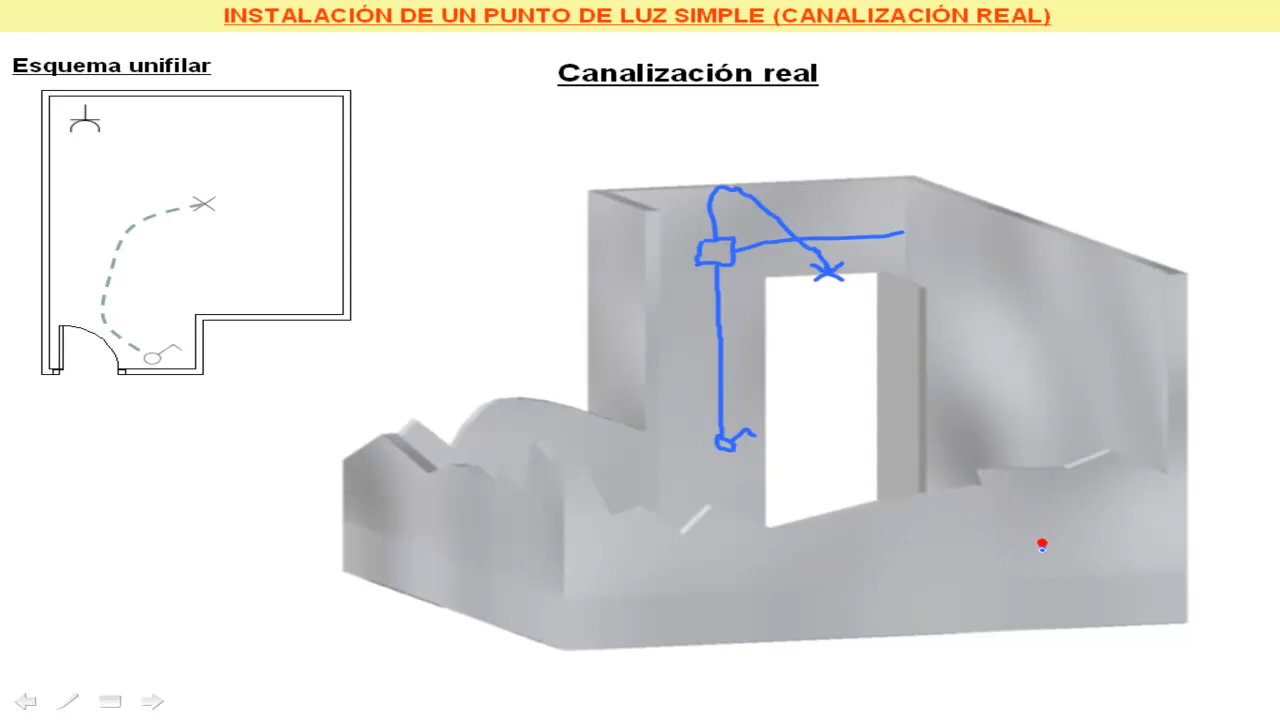 INSTALACIÓN DE UN PUNTO DE LUZ SIMPLE (CANALIZACIÓN REAL)
Esquema unifilar
Canalización real